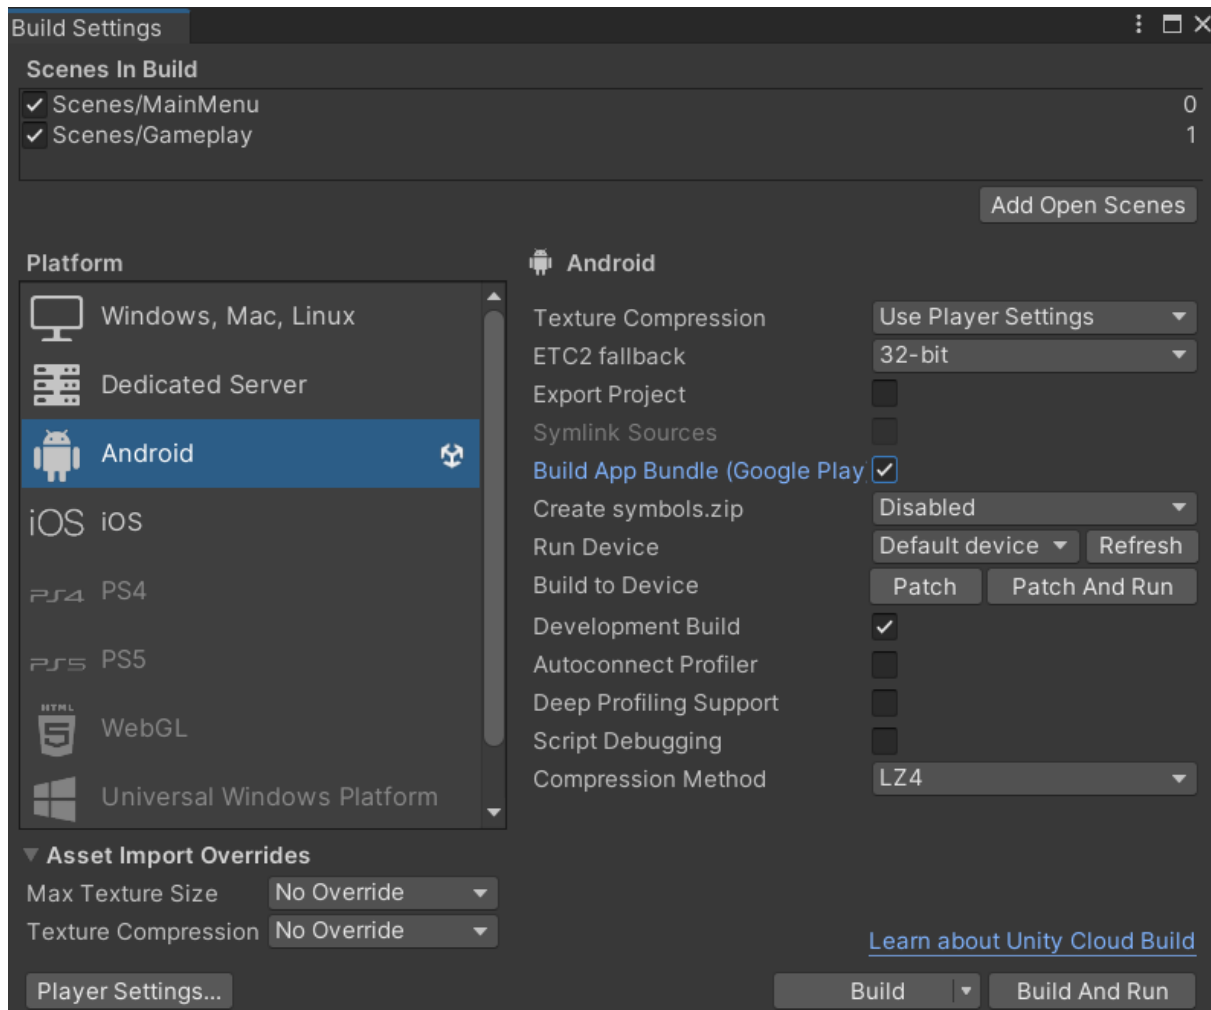 Build Settings
Scenes In Build
Scenes/MainMenu 0
Scenes/Gameplay 1
Add Open Scenes
Platform
Windows, Mac, Linux
Dedicated Server
Android
iOS iOS
PS4 PS4
PS5 PS5
HTML 5 WebGL
Universal Windows Platform
Android
Texture Compression Use Player Settings
ETC2 fallback 32-bit
Export Project
Symlink Sources
Build App Bundle (Google Play
Create symbols.zip Disabled
Run Device Default device Refresh
Build to Device Patch Patch And Run
Development Build
Autoconnect Profiler
Deep Profiling Support
Script Debugging
Compression Method LZ4
Asset Import Overrides
Max Texture Size No Override
Texture Compression No Override
Learn about Unity Cloud Build
Player Settings... Build Build And Run